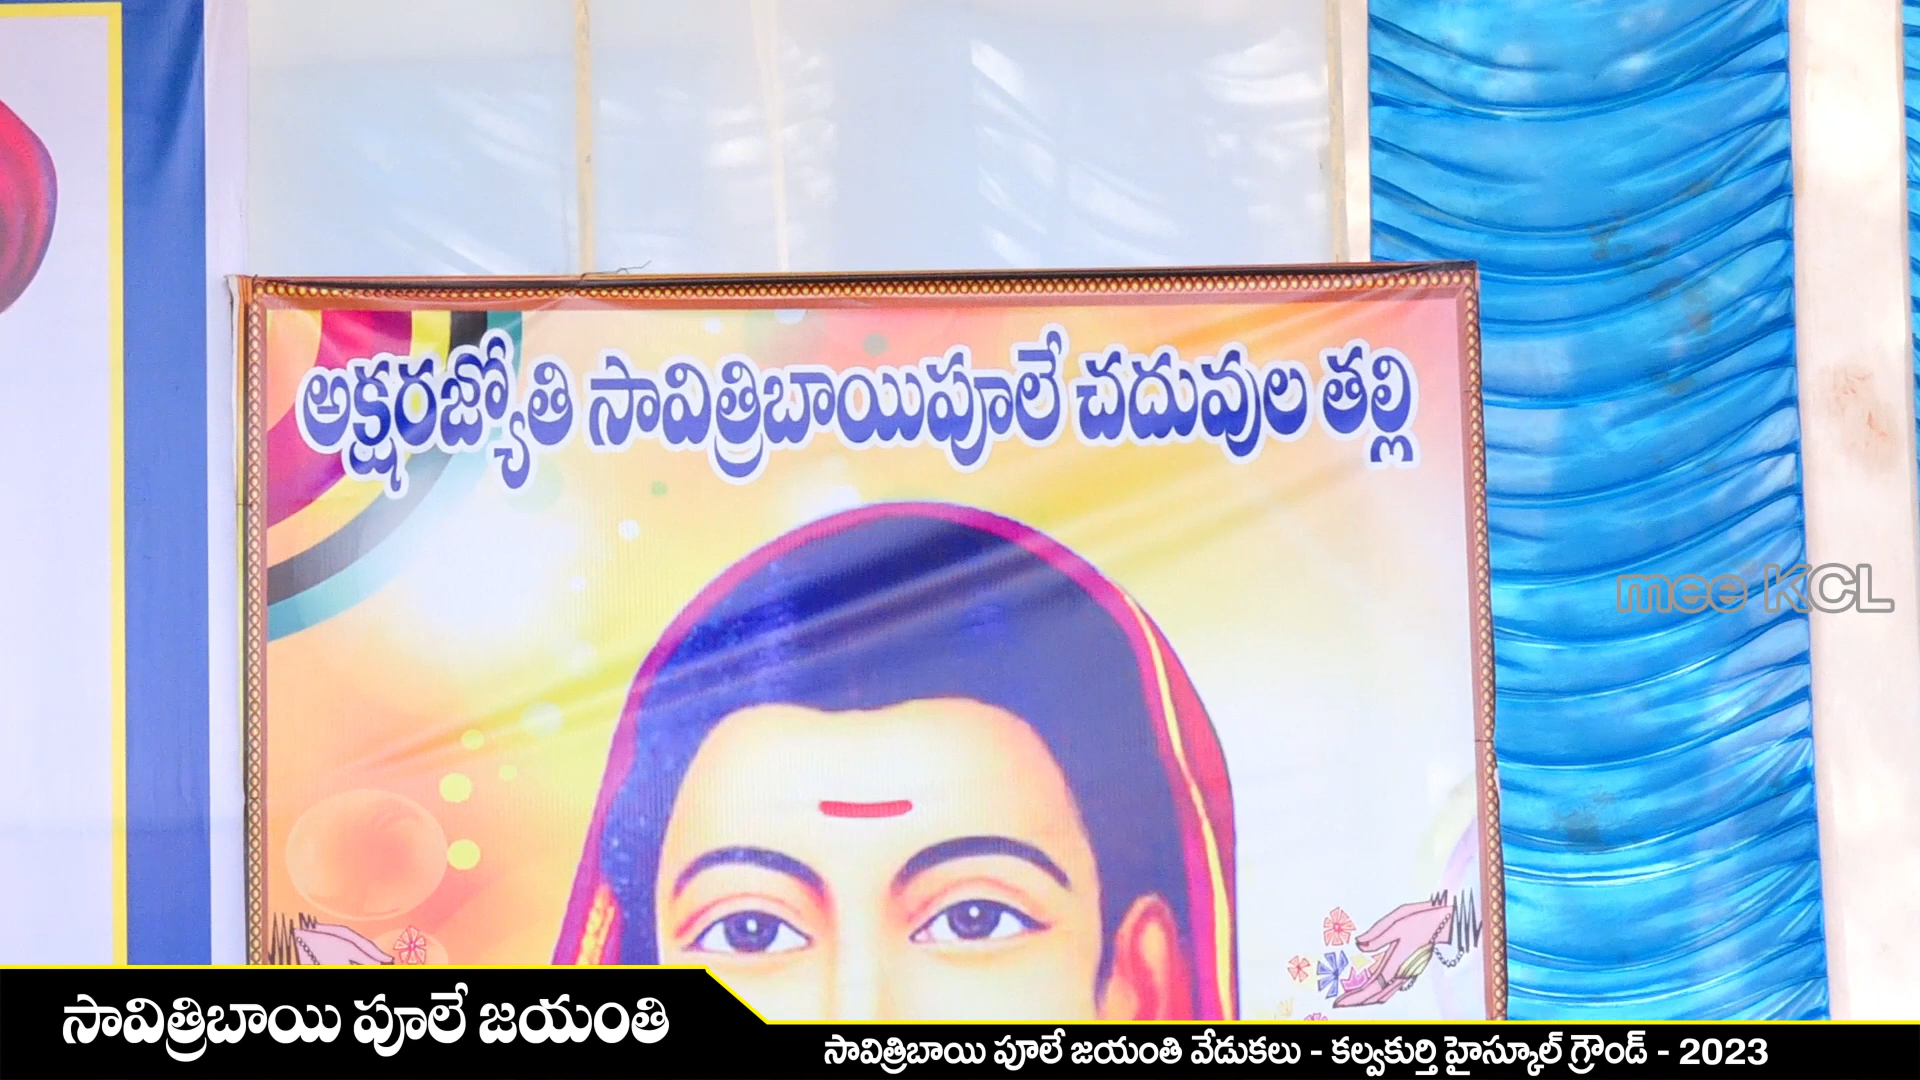 అక్షరజ్యోతి సావిత్రిబాయిపూలే చదువుల తల్లి
mee KCL
సావిత్రిబాయి పూలే జయంతి
సావిత్రిబాయి పూలే జయంతి వేడుకలు - కల్వకుర్తి హైస్కూల్ గ్రౌండ్ - 2023